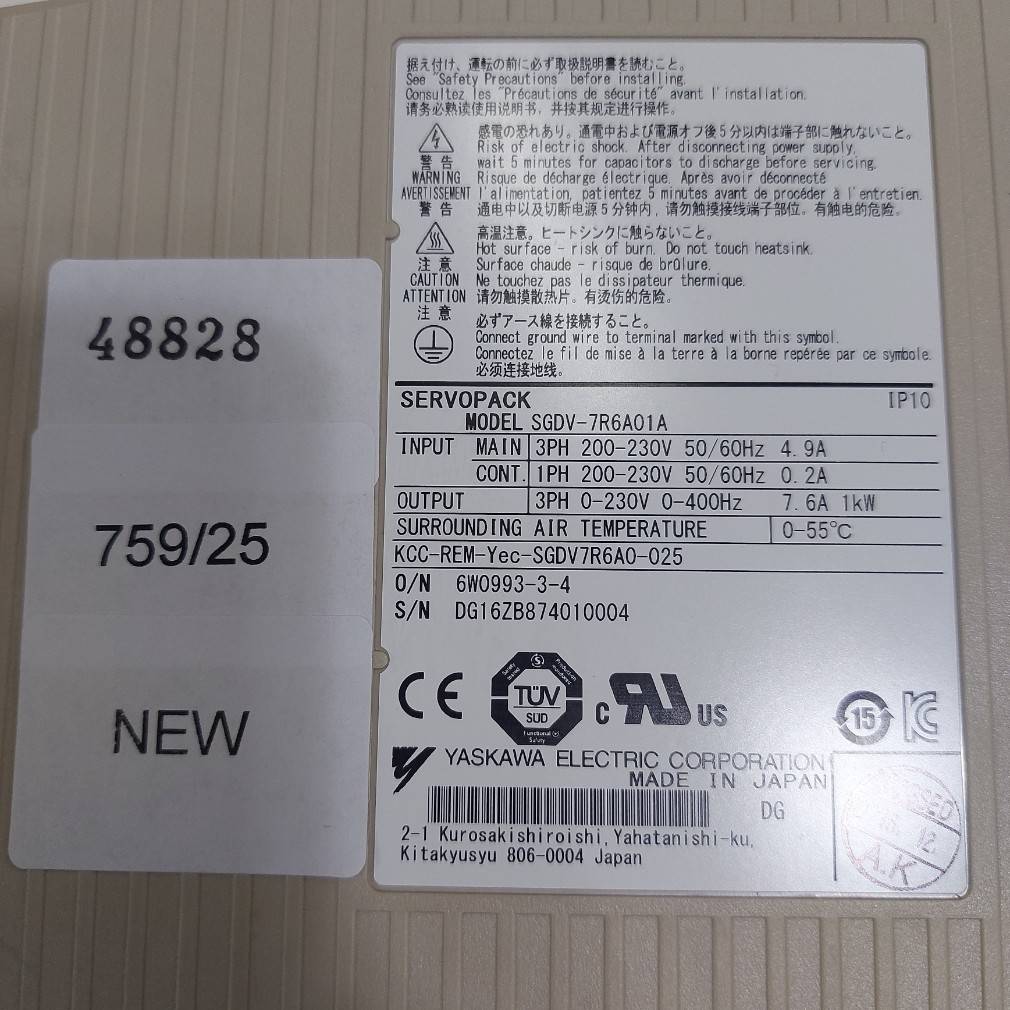 48828
759/25
NEW
据え付け、運転の前に必ず取扱説明書を読むこと。
See "Safety Precautions" before installing.
Consultez les "Précautions de sécurité" avant l'installation.
请务必熟读使用说明书，并按其规定进行操作。
感電の恐れあり。通電中および電源オフ後5分以内は端子部に触れないこと。
Risk of electric shock. After disconnecting power supply,
警告 wait 5 minutes for capacitors to discharge before servicing.
WARNING Risque de décharge électrique. Après avoir déconnecté
AVERTISSEMENT l'alimentation, patientez 5 minutes avant de procéder à l'entretien.
警告 通电中以及切断电源5分钟内，请勿触摸接线端子部位。有触电的危险。
高温注意。ヒートシンクに触らないこと。
Hot surface - risk of burn. Do not touch heatsink.
注意 Surface chaude - risque de brûlure.
CAUTION Ne touchez pas le dissipateur thermique.
ATTENTION 请勿触摸散热片。有烫伤的危险。
注意
必ずアース線を接続すること。
Connect ground wire to terminal marked with this symbol.
Connectez le fil de mise à la terre à la borne repérée par ce symbole.
必须连接地线。
SERVOPACK IP10
MODEL SGDV-7R6A01A
INPUT MAIN 3PH 200-230V 50/60Hz 4.9A
CONT. 1PH 200-230V 50/60Hz 0.2A
OUTPUT 3PH 0-230V 0-400Hz 7.6A 1kW
SURROUNDING AIR TEMPERATURE 0-55℃
KCC-REM-Yec-SGDV7R6A0-025
O/N 6W0993-3-4
S/N DG16ZB874010004
CE TÜV SÜD c RU US 15 KC
Functional Safety
YASKAWA ELECTRIC CORPORATION
MADE IN JAPAN
DG
2-1 Kurosakishiroishi, Yahatanishi-ku,
Kitakyusyu 806-0004 Japan
12
A.K